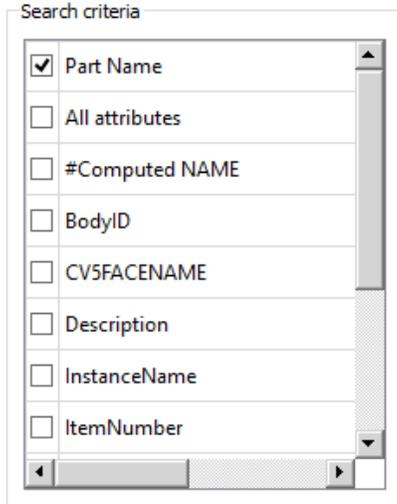 Search criteria
Part Name
All attributes
#Computed NAME
BodyID
CV5FACENAME
Description
InstanceName
ItemNumber